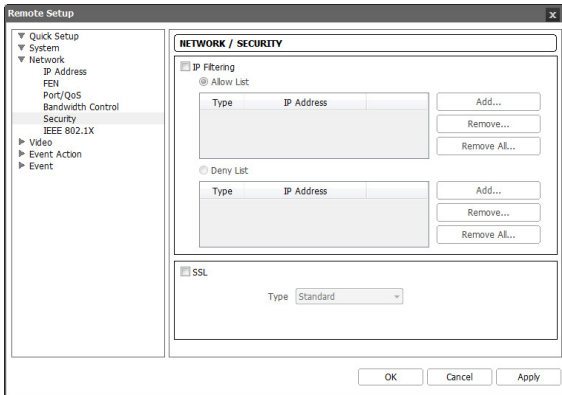 Remote Setup
x
Quick Setup
System
Network
IP Address
FEN
Port/QoS
Bandwidth Control
Security
IEEE 802.1X
Video
Event Action
Event
NETWORK / SECURITY
IP Filtering
Allow List
Type IP Address
Add...
Remove...
Remove All...
Deny List
Type IP Address
Add...
Remove...
Remove All...
SSL
Type Standard
OK Cancel Apply